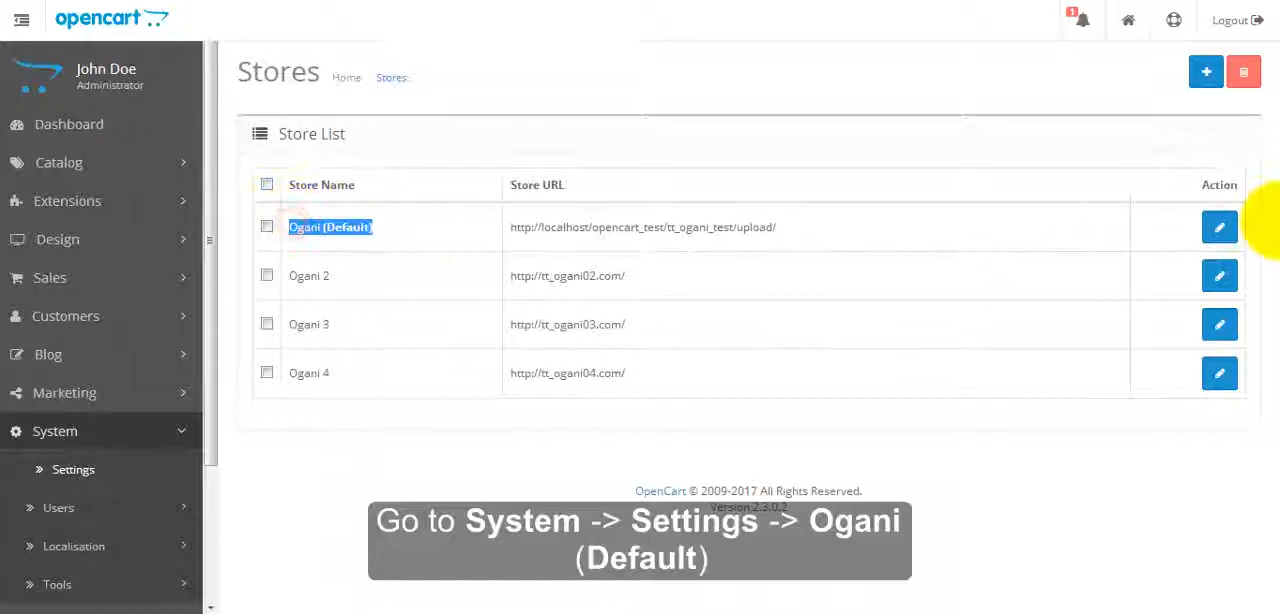 opencart
1
Logout
John Doe
Administrator
Dashboard
Catalog
Extensions
Design
Sales
Customers
Blog
Marketing
System
Settings
Users
Localisation
Tools
Stores Home Stores
Store List
Store Name Store URL Action
Ogani (Default) http://localhost/opencart_test/tt_ogani_test/upload/
Ogani 2 http://tt_ogani02.com/
Ogani 3 http://tt_ogani03.com/
Ogani 4 http://tt_ogani04.com/
OpenCart © 2009-2017 All Rights Reserved.
Version 2.3.0.2
Go to System -> Settings -> Ogani
(Default)